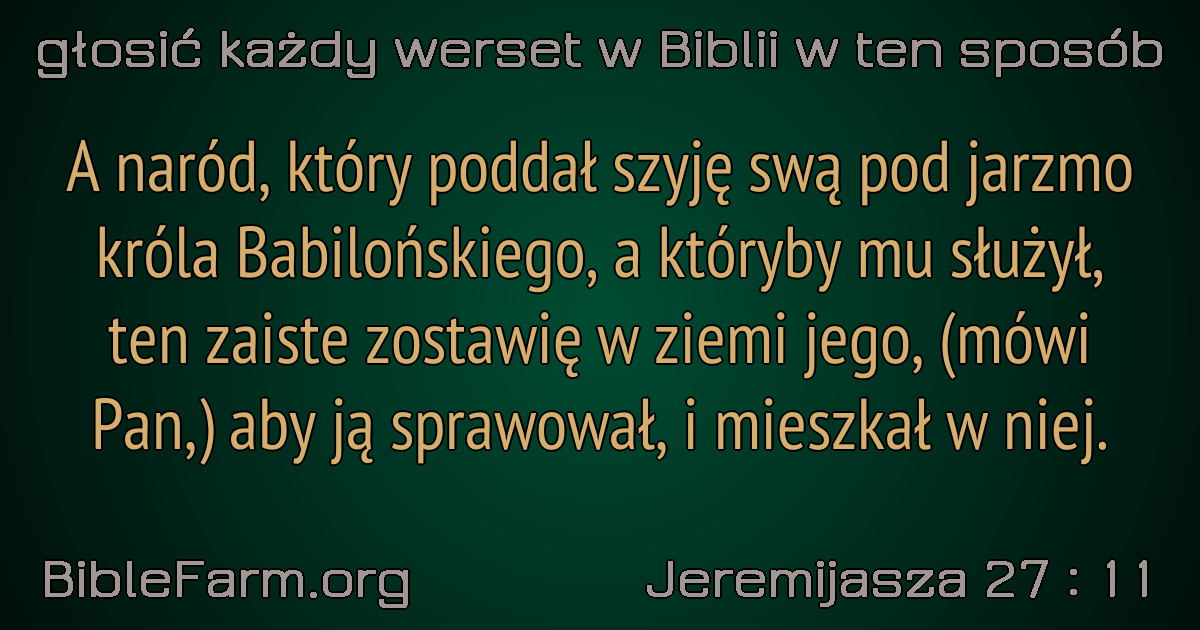 głosić każdy werset w Biblii w ten sposób
A naród, który poddał szyję swą pod jarzmo
króla Babilońskiego, a któryby mu służył,
ten zaiste zostawię w ziemi jego, (mówi
Pan,) aby ją sprawował, i mieszkał w niej.
BibleFarm.org
Jeremijasza 27 : 11